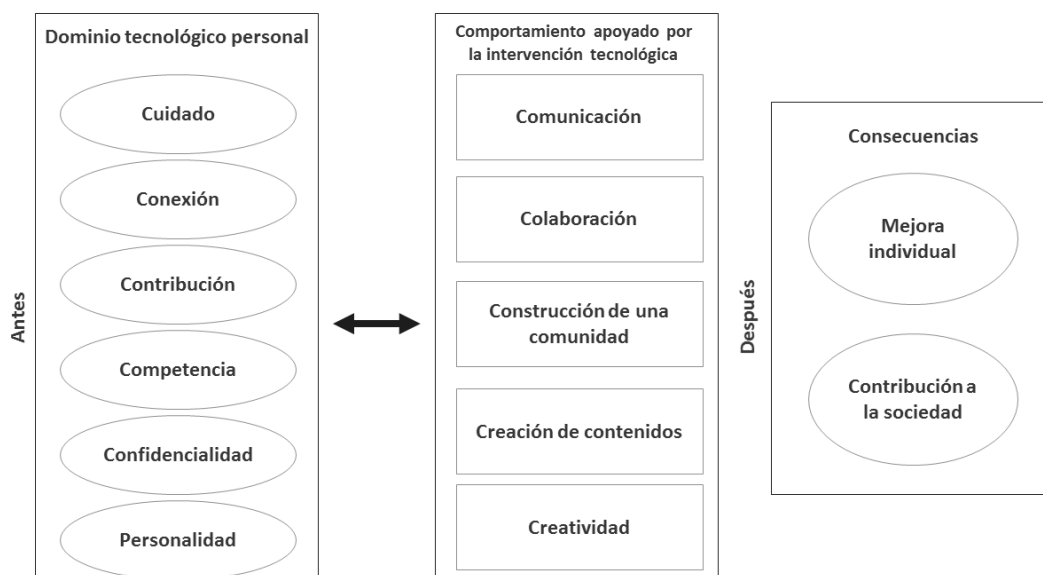 Antes
Dominio tecnológico personal
Cuidado
Conexión
Contribución
Competencia
Confidencialidad
Personalidad
Comportamiento apoyado por
la intervención tecnológica
Comunicación
Colaboración
Construcción de una
comunidad
Creación de contenidos
Creatividad
Después
Consecuencias
Mejora
individual
Contribución a
la sociedad